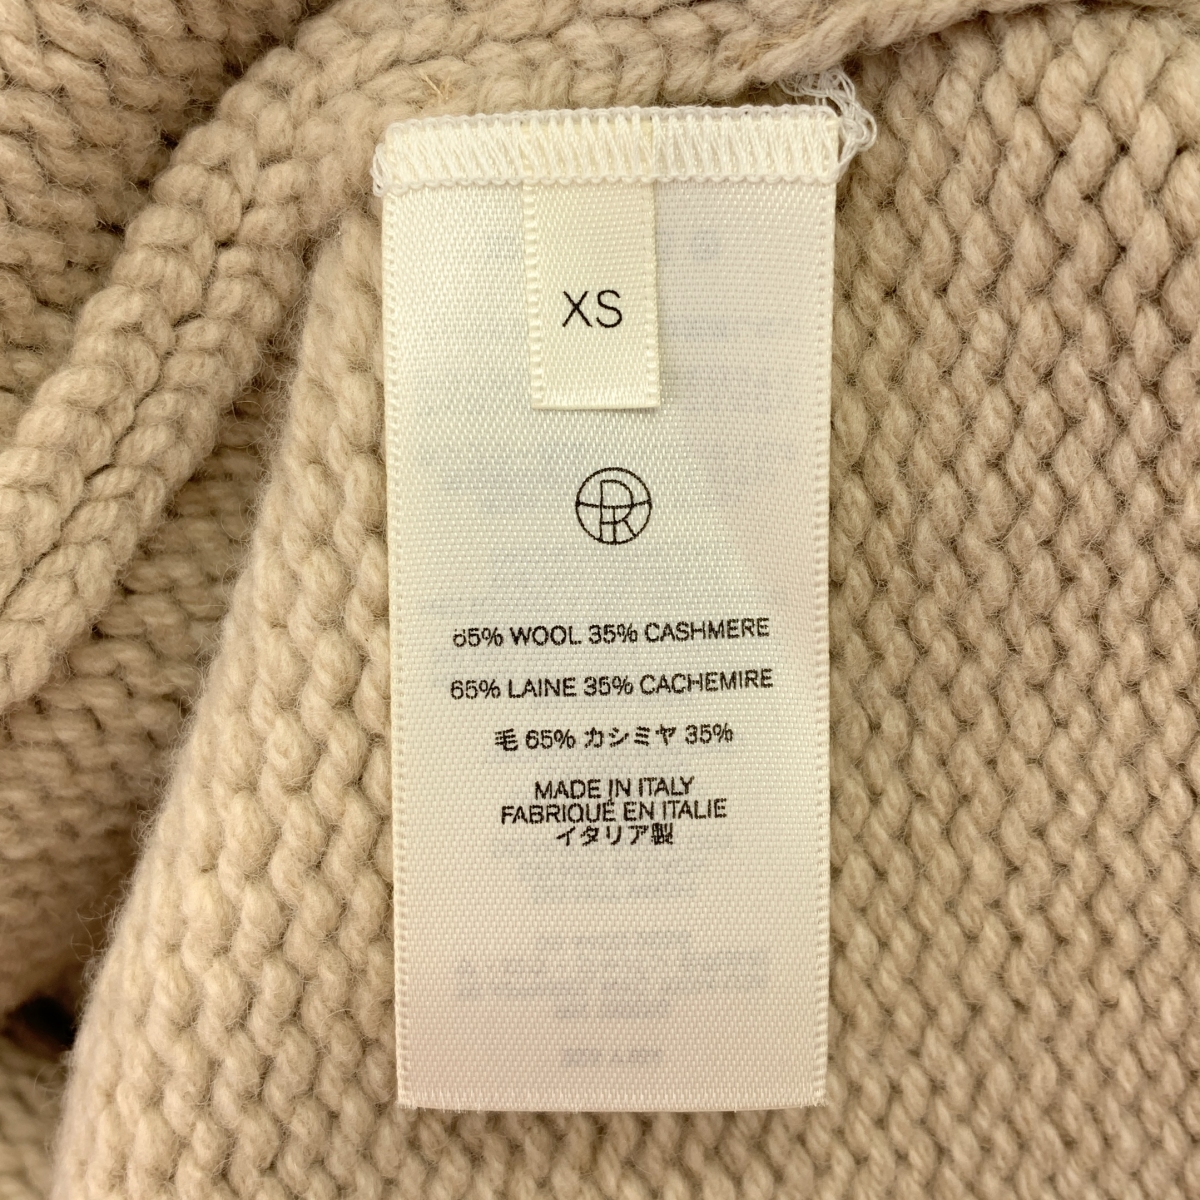 XS
65% WOOL 35% CASHMERE
65% LAINE 35% CACHEMIRE
毛 65% カシミヤ 35%
MADE IN ITALY
FABRIQUÉ EN ITALIE
イタリア製